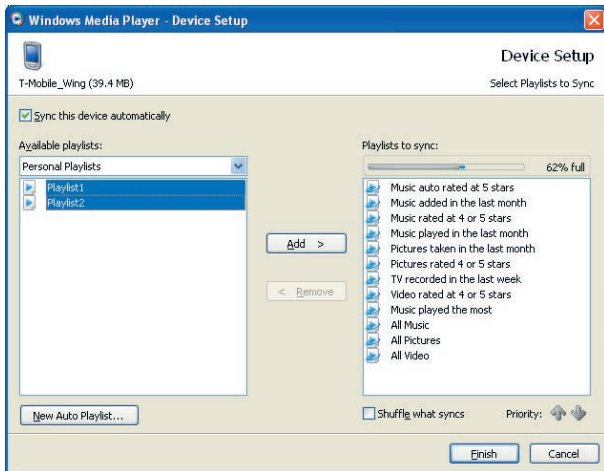 Windows Media Player - Device Setup
T-Mobile_Wing (39.4 MB)
Device Setup
Select Playlists to Sync
Sync this device automatically
Available playlists:
Personal Playlists
Playlist1
Playlist2
Add >
< Remove
New Auto Playlist...
Playlists to sync:
62% full
Music auto rated at 5 stars
Music added in the last month
Music rated at 4 or 5 stars
Music played in the last month
Pictures taken in the last month
Pictures rated 4 or 5 stars
TV recorded in the last week
Video rated at 4 or 5 stars
Music played the most
All Music
All Pictures
All Video
Shuffle what syncs
Priority:
Finish
Cancel